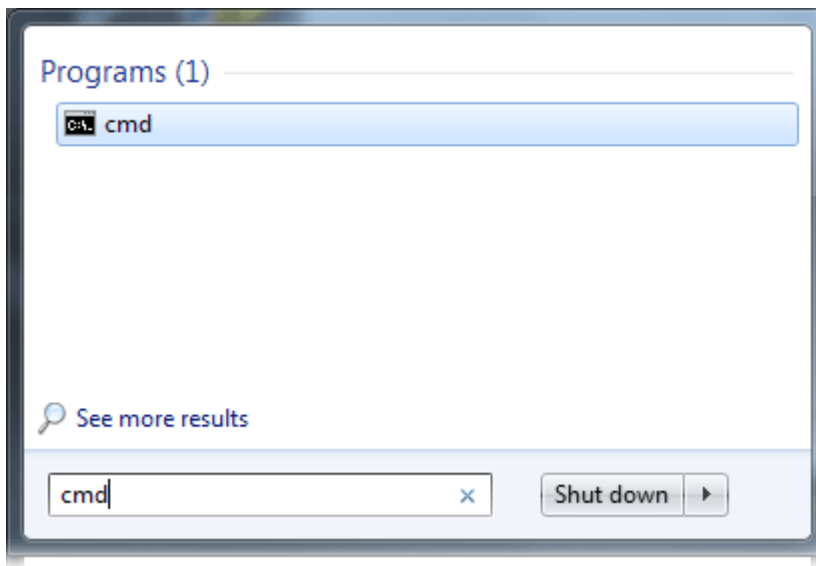 Programs (1)
C:\. cmd
See more results
cmd
Shut down